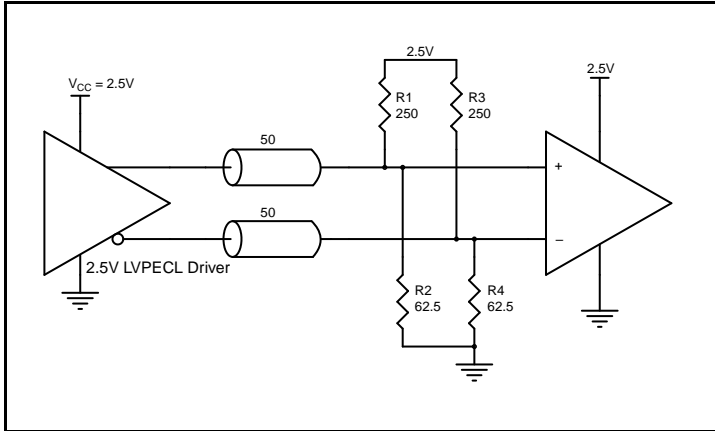 2.5V
V_CC = 2.5V
2.5V
R1
250
R3
250
50
+
50
–
2.5V LVPECL Driver
R2
62.5
R4
62.5